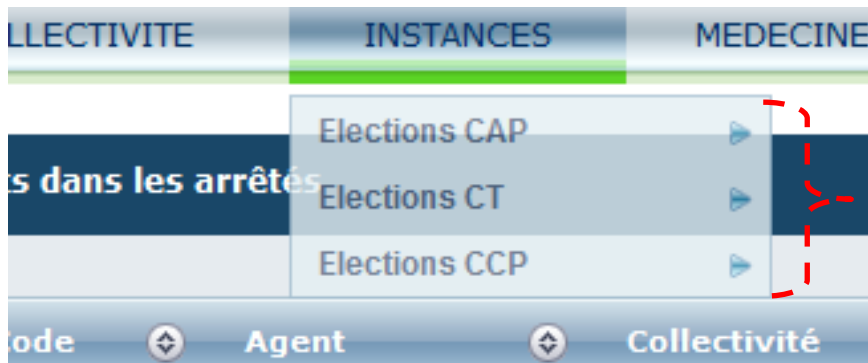 LLECTIVITE INSTANCES MEDECINE
Elections CAP
ts dans les arrêtés
Elections CT
Elections CCP
Code Agent Collectivité